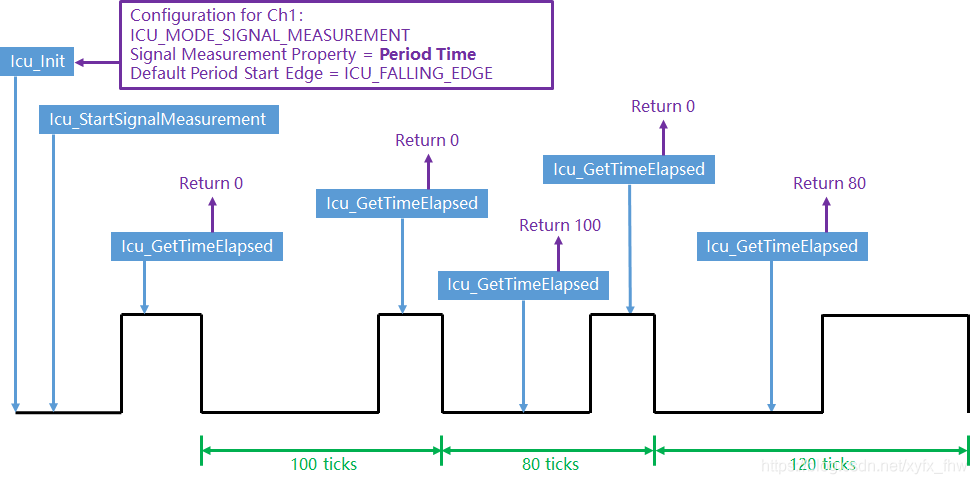 Configuration for Ch1:
ICU_MODE_SIGNAL_MEASUREMENT
Signal Measurement Property = Period Time
Default Period Start Edge = ICU_FALLING_EDGE
Icu_Init
Icu_StartSignalMeasurement
Return 0
Icu_GetTimeElapsed
Return 0
Icu_GetTimeElapsed
Return 100
Icu_GetTimeElapsed
Return 0
Icu_GetTimeElapsed
Return 80
Icu_GetTimeElapsed
100 ticks
80 ticks
120 ticks